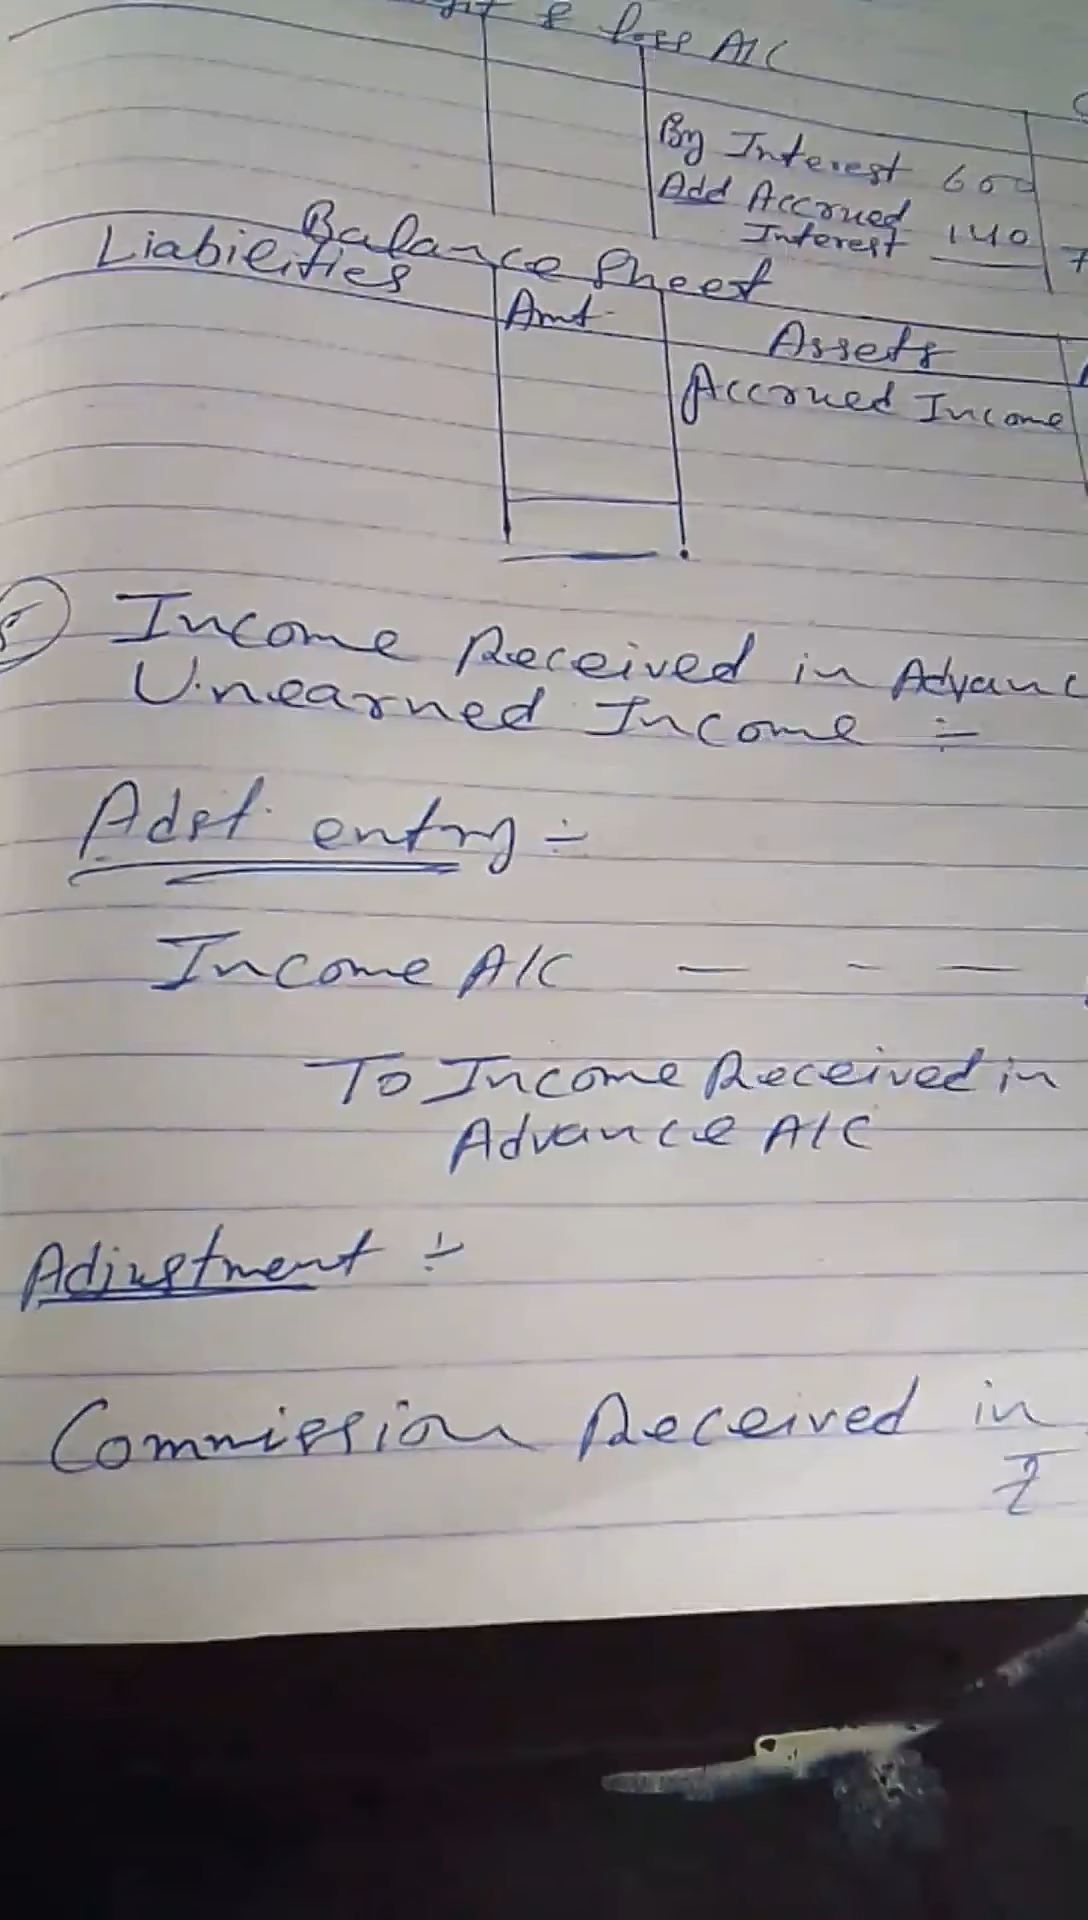 & Loss A/C
By Interest 600
Add Accrued
Interest 140
Balance Sheet
Liabilities
Amt.
Assets
Accrued Income
Income Received in Advanc
Unearned Income ÷
Adst. entry ÷
Income A/C — - —
To Income Received in
Advance A/C
Adjustment ÷
Commission Received in
₹